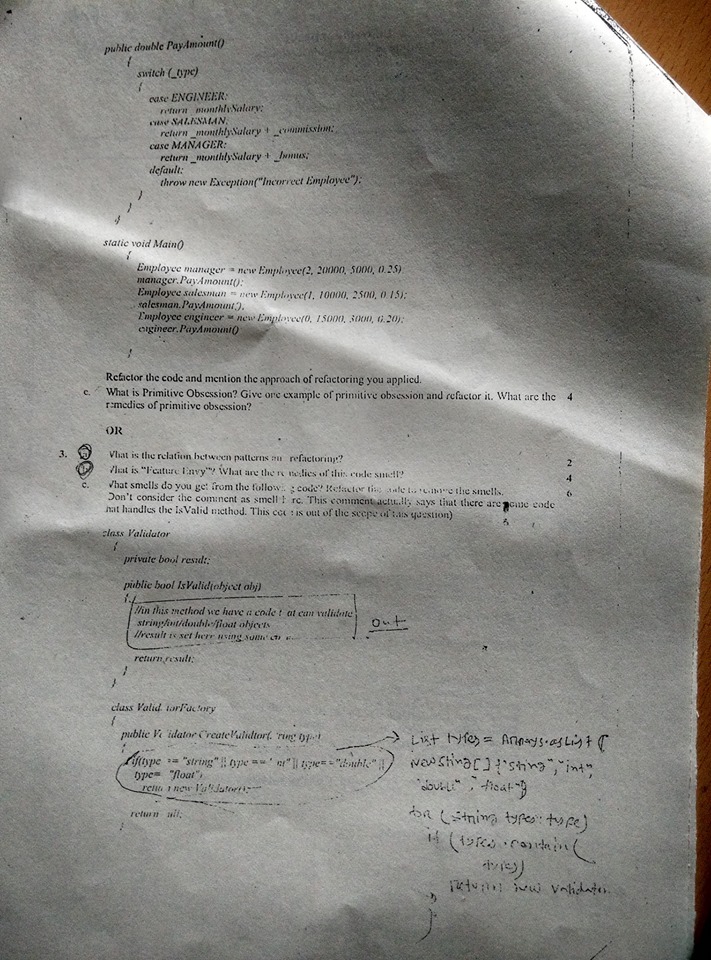 public double PayAmount()
{
switch (_type)
{
case ENGINEER:
return _monthlySalary;
case SALESMAN:
return _monthlySalary + _commission;
case MANAGER:
return _monthlySalary + _bonus;
default:
throw new Exception("Incorrect Employee");
}
}
}
static void Main()
{
Employee manager = new Employee(2, 20000, 5000, 0.25);
manager.PayAmount();
Employee salesman = new Employee(1, 10000, 2500, 0.15);
salesman.PayAmount();
Employee engineer = new Employee(0, 15000, 3000, 0.20);
engineer.PayAmount()
}
Refactor the code and mention the approach of refactoring you applied.
c. What is Primitive Obsession? Give one example of primitive obsession and refactor it. What are the 4
remedies of primitive obsession?
OR
3. What is the relation between patterns and refactoring? 2
What is "Feature Envy"? What are the remedies of this code smell? 4
c. What smells do you get from the following code? Refactor the code to remove the smells. 6
Don't consider the comment as smell here. This comment actually says that there are some code
that handles the IsValid method. This code is out of the scope of this question)
class Validator
{
private bool result;
public bool IsValid(object obj)
{
//in this method we have a code that can validate
string/int/double/float objects
//result is set here using some
out
return result;
}
}
class ValidatorFactory
{
public Validator CreateValidtor(string type)
{
if(type == "string" || type == "int" || type=="double" ||
type= "float")
return new Validator();
return null;
}
List types = Arrays.asList (
new String[] {"string", "int",
"double", "float"}
for (string types : type)
if (types.contain(
types)
return new validator
}